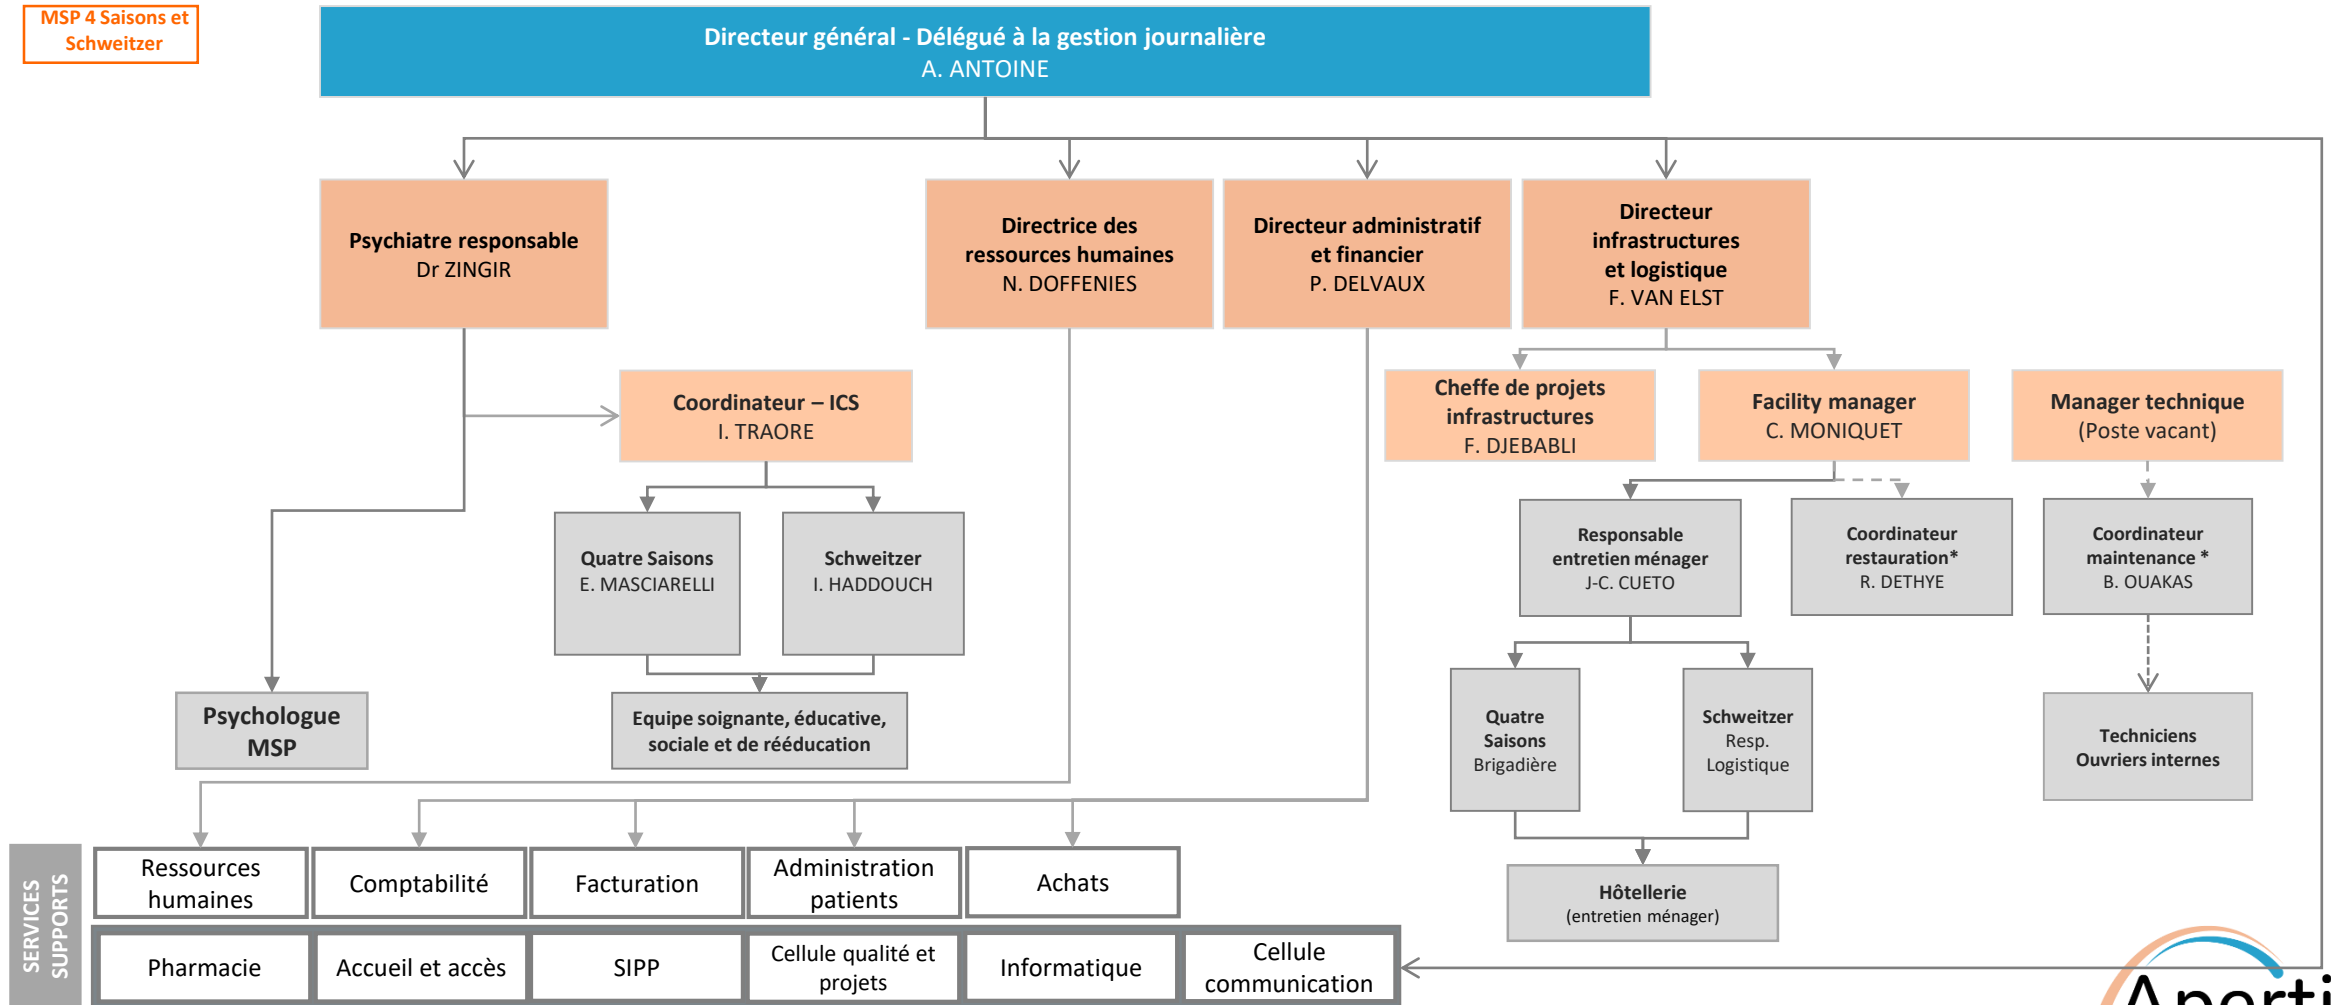 MSP 4 Saisons et
Schweitzer
Directeur général - Délégué à la gestion journalière
A. ANTOINE
Psychiatre responsable
Dr ZINGIR
Directrice des
ressources humaines
N. DOFFENIES
Directeur administratif
et financier
P. DELVAUX
Directeur
infrastructures
et logistique
F. VAN ELST
Coordinateur – ICS
I. TRAORE
Cheffe de projets
infrastructures
F. DJEBABLI
Facility manager
C. MONIQUET
Manager technique
(Poste vacant)
Quatre Saisons
E. MASCIARELLI
Schweitzer
I. HADDOUCH
Responsable
entretien ménager
J-C. CUETO
Coordinateur
restauration*
R. DETHYE
Coordinateur
maintenance *
B. OUAKAS
Psychologue
MSP
Equipe soignante, éducative,
sociale et de rééducation
Quatre
Saisons
Brigadière
Schweitzer
Resp.
Logistique
Techniciens
Ouvriers internes
Hôtellerie
(entretien ménager)
SERVICES
SUPPORTS
Ressources
humaines
Comptabilité
Facturation
Administration
patients
Achats
Pharmacie
Accueil et accès
SIPP
Cellule qualité et
projets
Informatique
Cellule
communication
Aperti